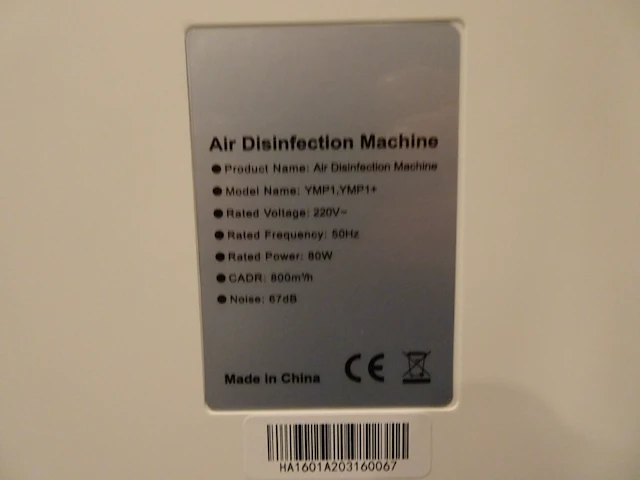 Air Disinfection Machine
● Product Name: Air Disinfection Machine
● Model Name: YMP1,YMP1+
● Rated Voltage: 220V~
● Rated Frequency: 50Hz
● Rated Power: 80W
● CADR: 800m³/h
● Noise: 67dB
Made in China CE
HA1601A203160067